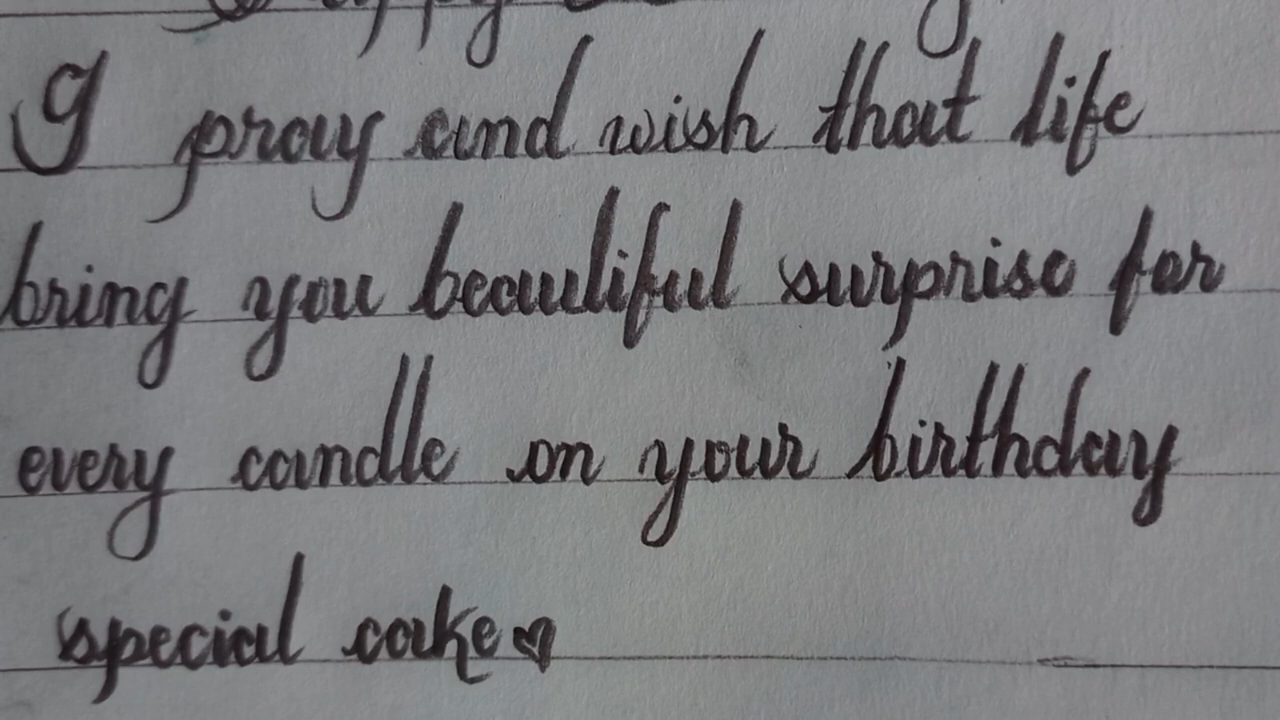 I pray and wish that life
bring you beautiful surprise for
every candle on your birthday
special cake♥